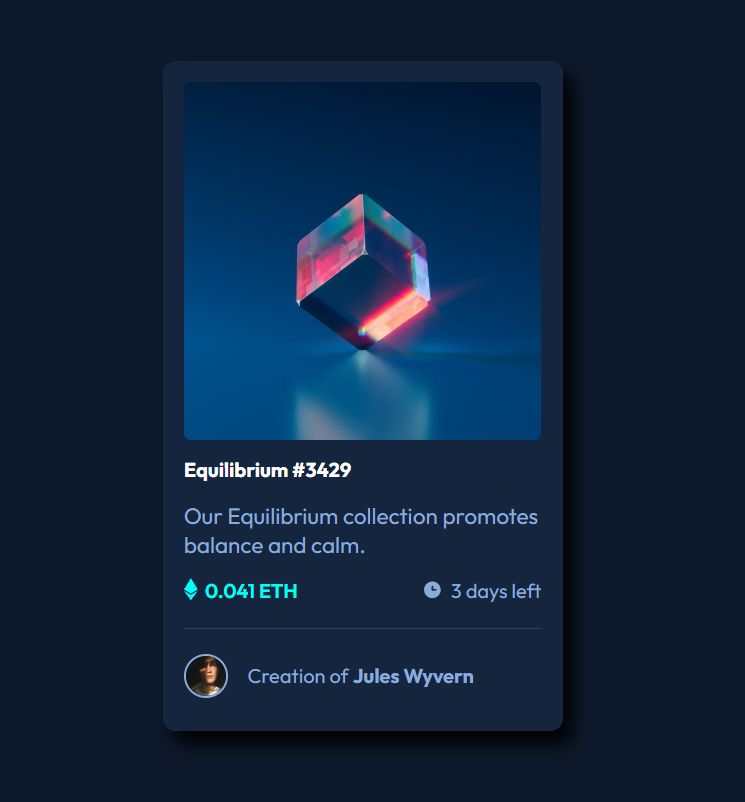 Equilibrium #3429
Our Equilibrium collection promotes
balance and calm.
0.041 ETH
3 days left
Creation of Jules Wyvern